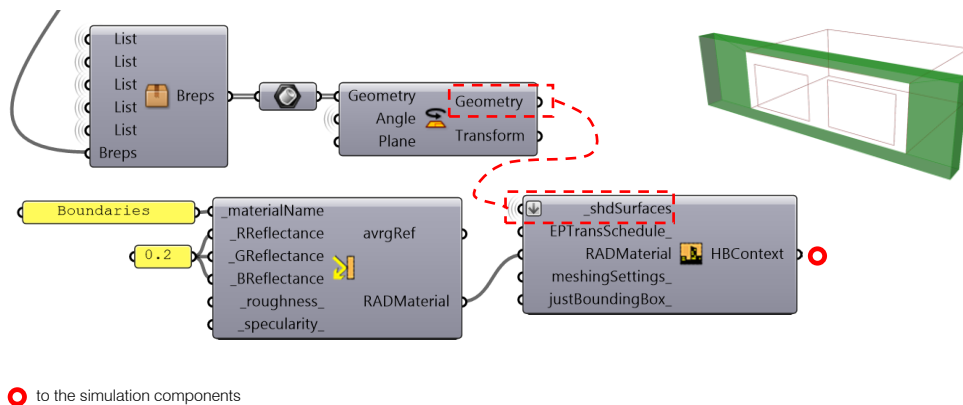 List
List
List
List
List
Breps
Breps
Geometry
Angle
Plane
Geometry
Transform
Boundaries
0.2
_materialName
_RReflectance
_GReflectance
_BReflectance
_roughness_
_specularity_
avrgRef
RADMaterial
_shdSurfaces
EPTransSchedule_
RADMaterial
meshingSettings_
justBoundingBox_
HBContext
to the simulation components